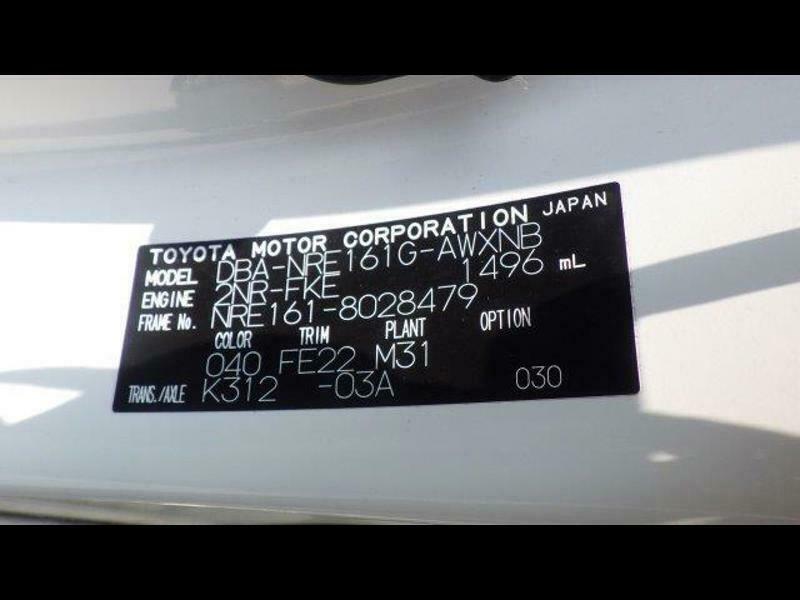 TOYOTA MOTOR CORPORATION JAPAN
MODEL DBA-NRE161G-AWXNB
ENGINE 2NR-FKE 1496 mL
FRAME No. NRE161-8028479
COLOR TRIM PLANT OPTION
040 FE22 M31
TRANS./AXLE K312 -03A 030